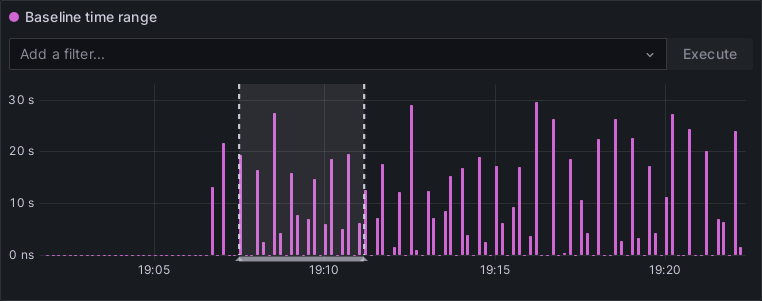 Baseline time range
Add a filter...
Execute
30 s
20 s
10 s
0 ns
19:05
19:10
19:15
19:20